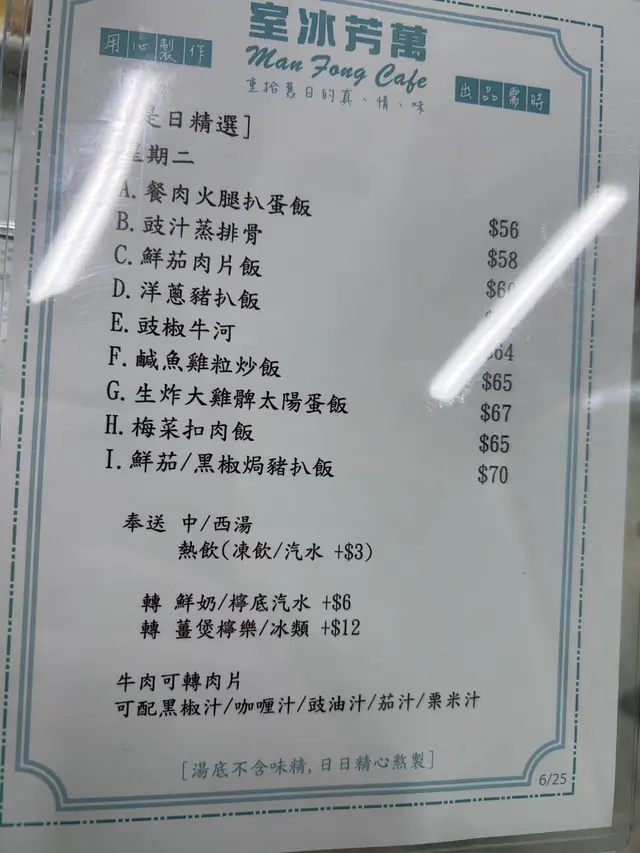 用心製作
室冰芳萬
Man Fong Cafe
重拾舊日的真、情、味
出品需時
是日精選]
星期二
A.餐肉火腿扒蛋飯 $56
B.豉汁蒸排骨 $58
C.鮮茄肉片飯
D.洋蔥豬扒飯
E.豉椒牛河 64
F.鹹魚雞粒炒飯 $65
G.生炸大雞髀太陽蛋飯 $67
H.梅菜扣肉飯 $65
I.鮮茄/黑椒焗豬扒飯 $70
奉送 中/西湯
熱飲(凍飲/汽水 +$3)
轉 鮮奶/檸底汽水 +$6
轉 薑煲檸樂/冰類 +$12
牛肉可轉肉片
可配黑椒汁/咖喱汁/豉油汁/茄汁/粟米汁
[湯底不含味精,日日精心熬製]
6/25